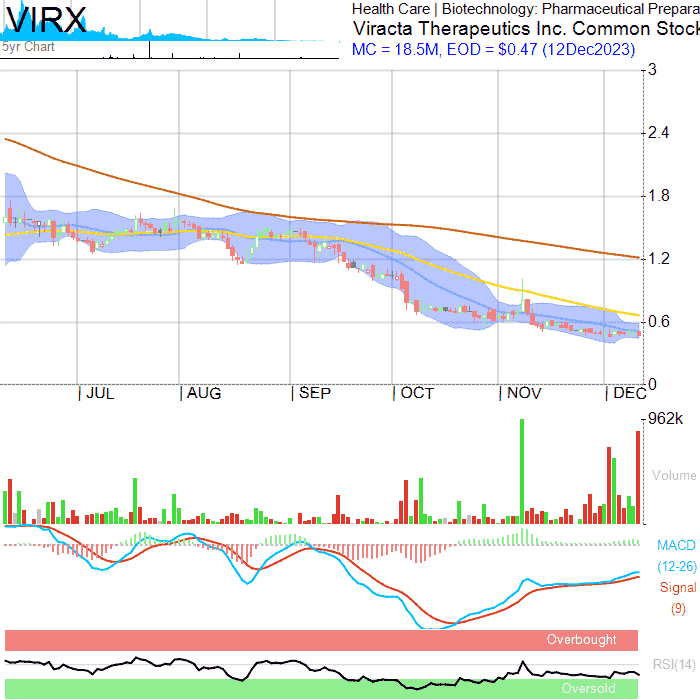 VIRX
5yr Chart
Health Care | Biotechnology: Pharmaceutical Prepara
Viracta Therapeutics Inc. Common Stock
MC = 18.5M, EOD = $0.47 (12Dec2023)
3
2.4
1.8
1.2
0.6
0
| JUL | AUG | SEP | OCT | NOV | DEC
962k
Volume
MACD
(12-26)
Signal
(9)
Overbought
RSI(14)
Oversold